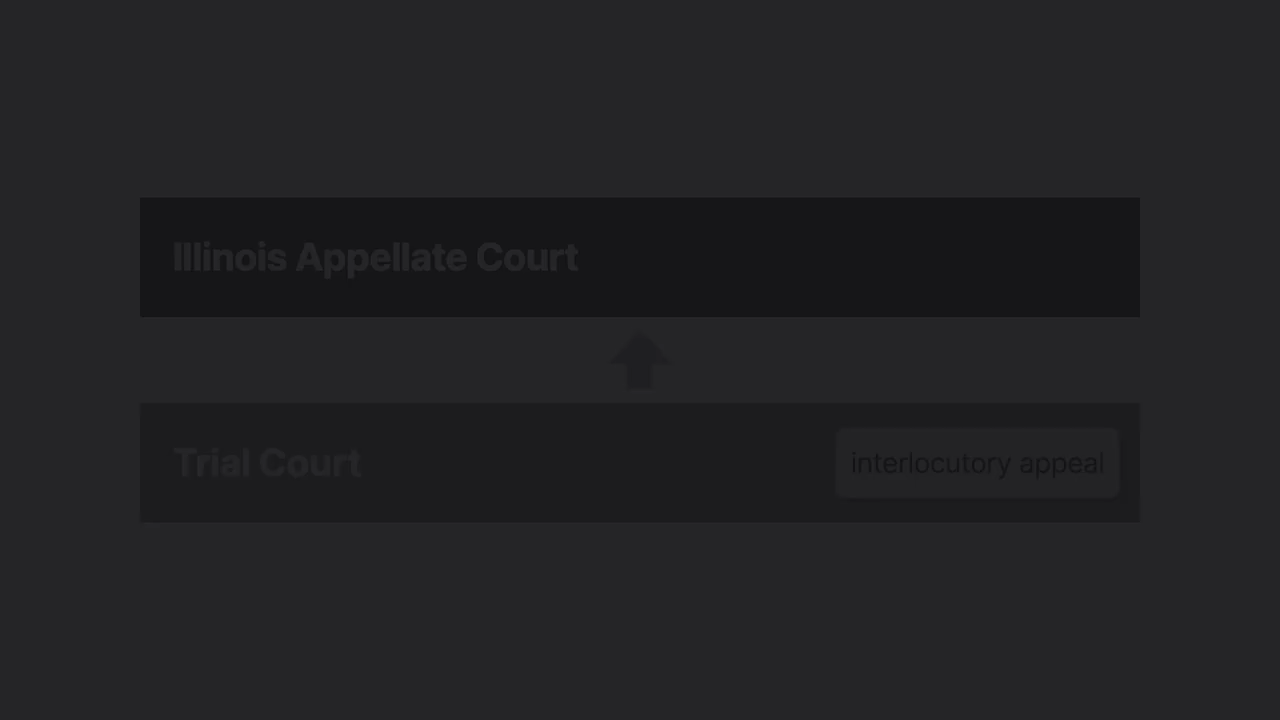 Illinois Appellate Court
Trial Court
interlocutory appeal